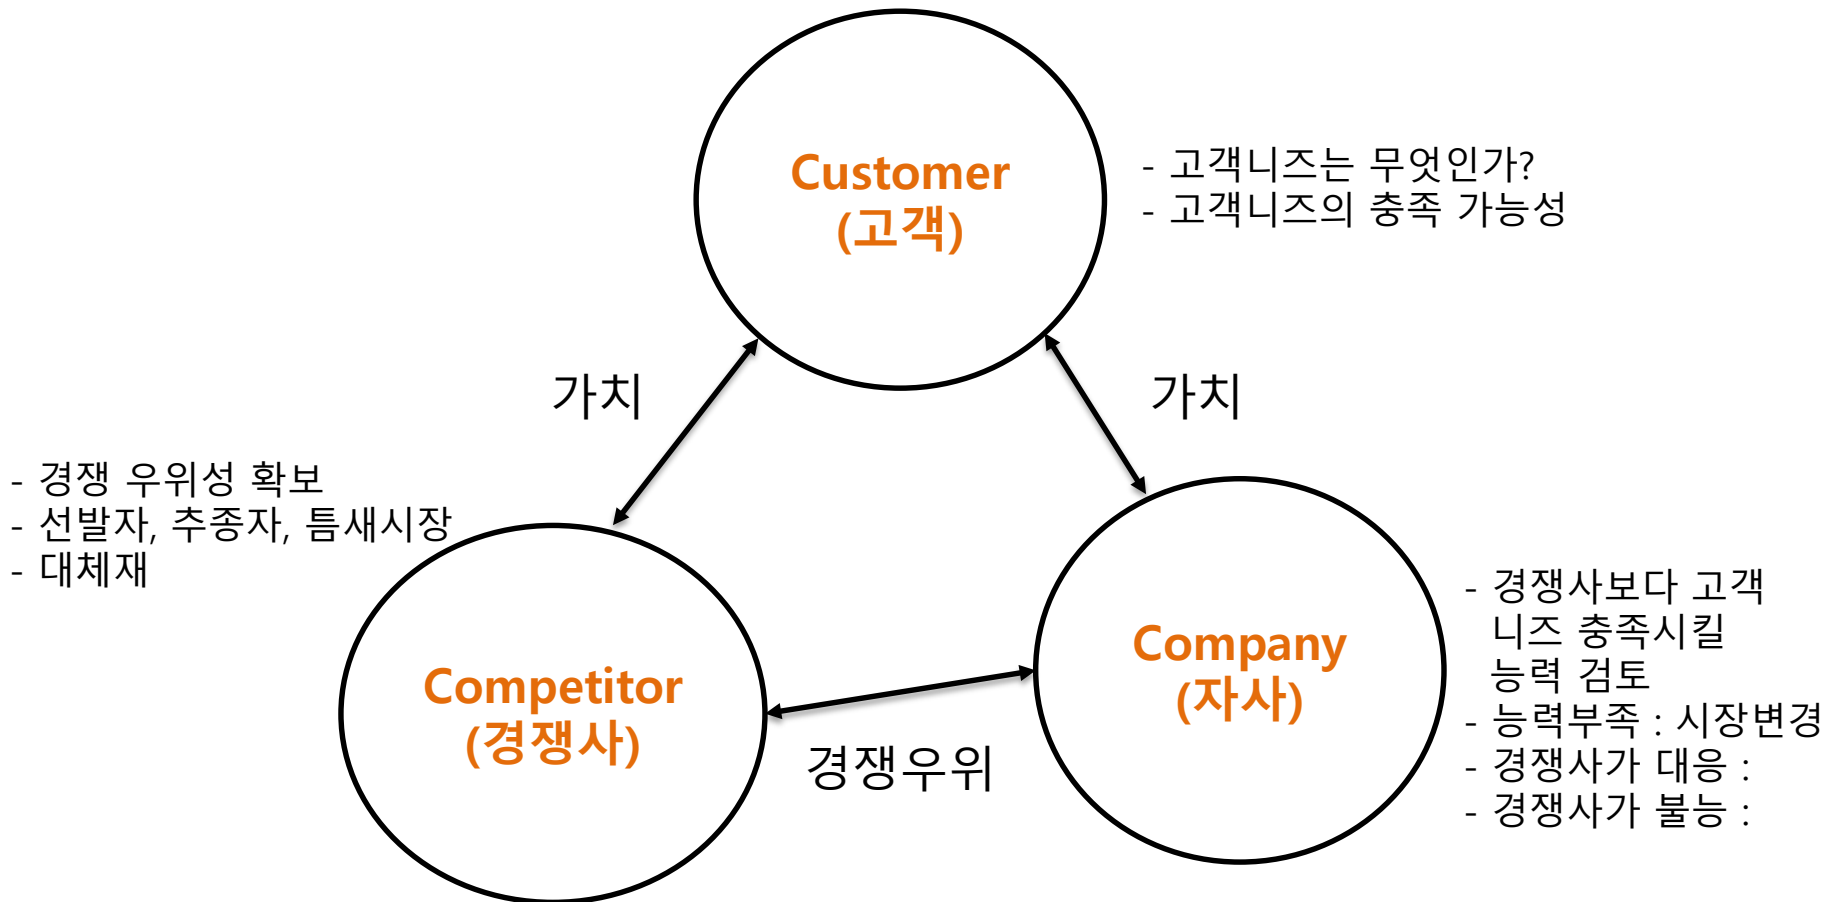 Customer
(고객)
- 고객니즈는 무엇인가?
- 고객니즈의 충족 가능성
가치
가치
- 경쟁 우위성 확보
- 선발자, 추종자, 틈새시장
- 대체재
Competitor
(경쟁사)
경쟁우위
Company
(자사)
- 경쟁사보다 고객
니즈 충족시킬
능력 검토
- 능력부족 : 시장변경
- 경쟁사가 대응 :
- 경쟁사가 불능 :